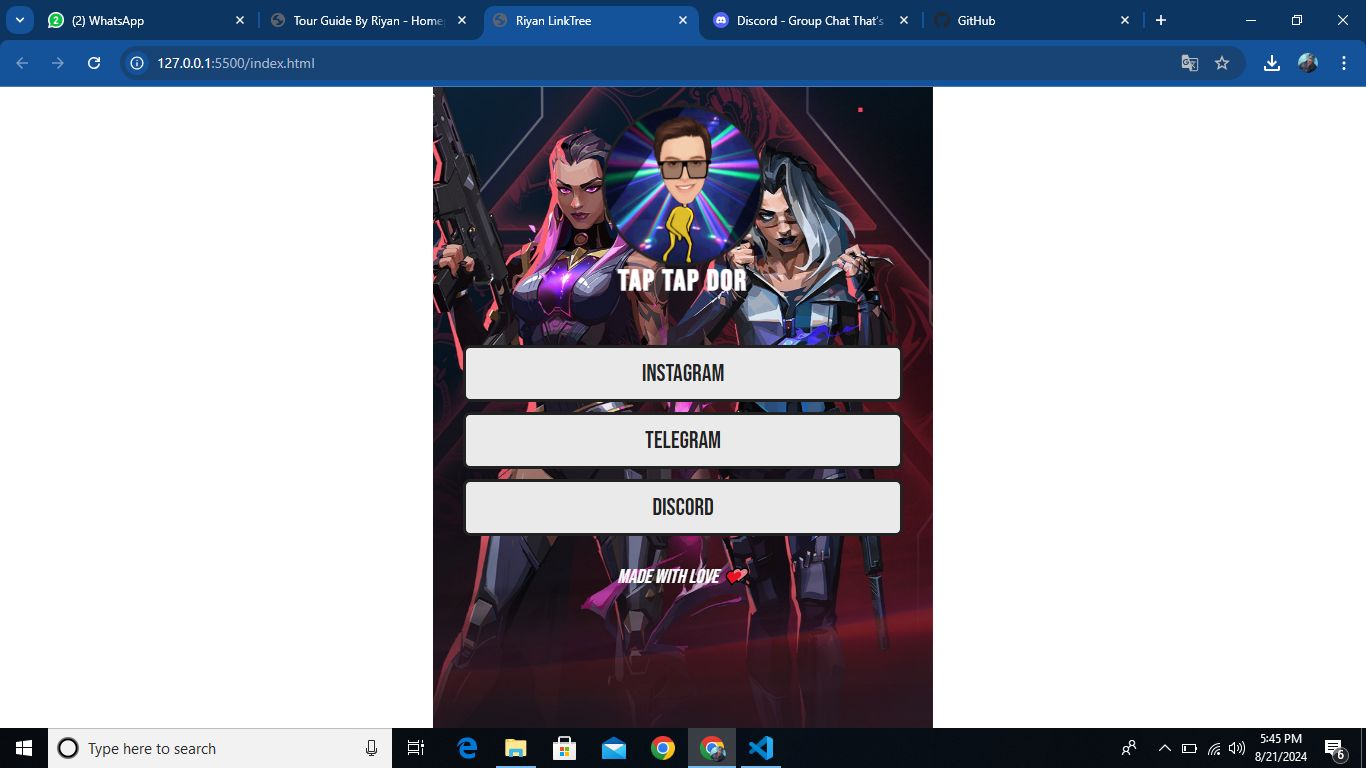 2
(2) WhatsApp
Tour Guide By Riyan - Home
Riyan LinkTree
Discord - Group Chat That's
GitHub
127.0.0.1:5500/index.html
TAP TAP DOR
INSTAGRAM
TELEGRAM
DISCORD
MADE WITH LOVE 💕
Type here to search
5:45 PM
8/21/2024
6